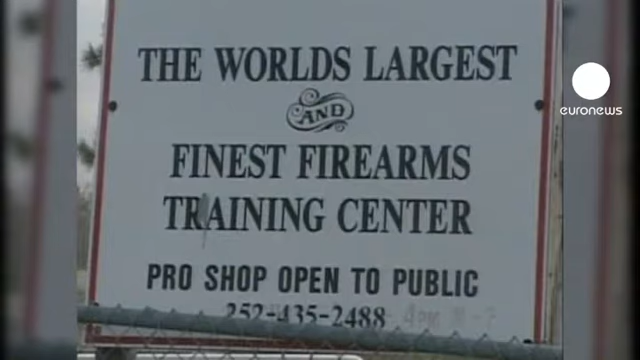 THE WORLDS LARGEST
AND
FINEST FIREARMS
TRAINING CENTER
PRO SHOP OPEN TO PUBLIC
252-435-2488
euronews